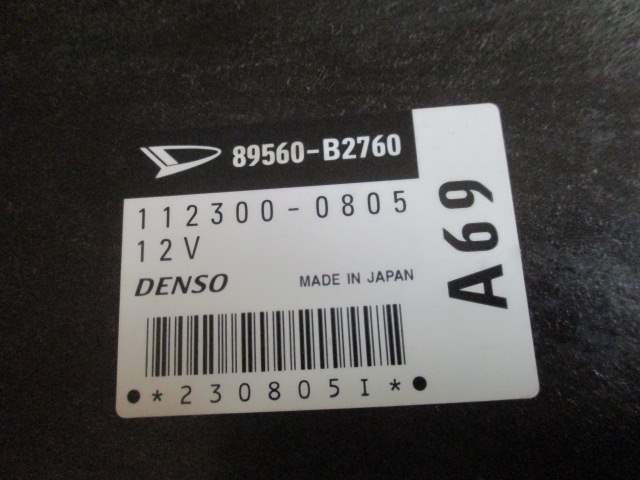 89560-B2760
112300-0805
12V
DENSO MADE IN JAPAN
*230805I*
A69